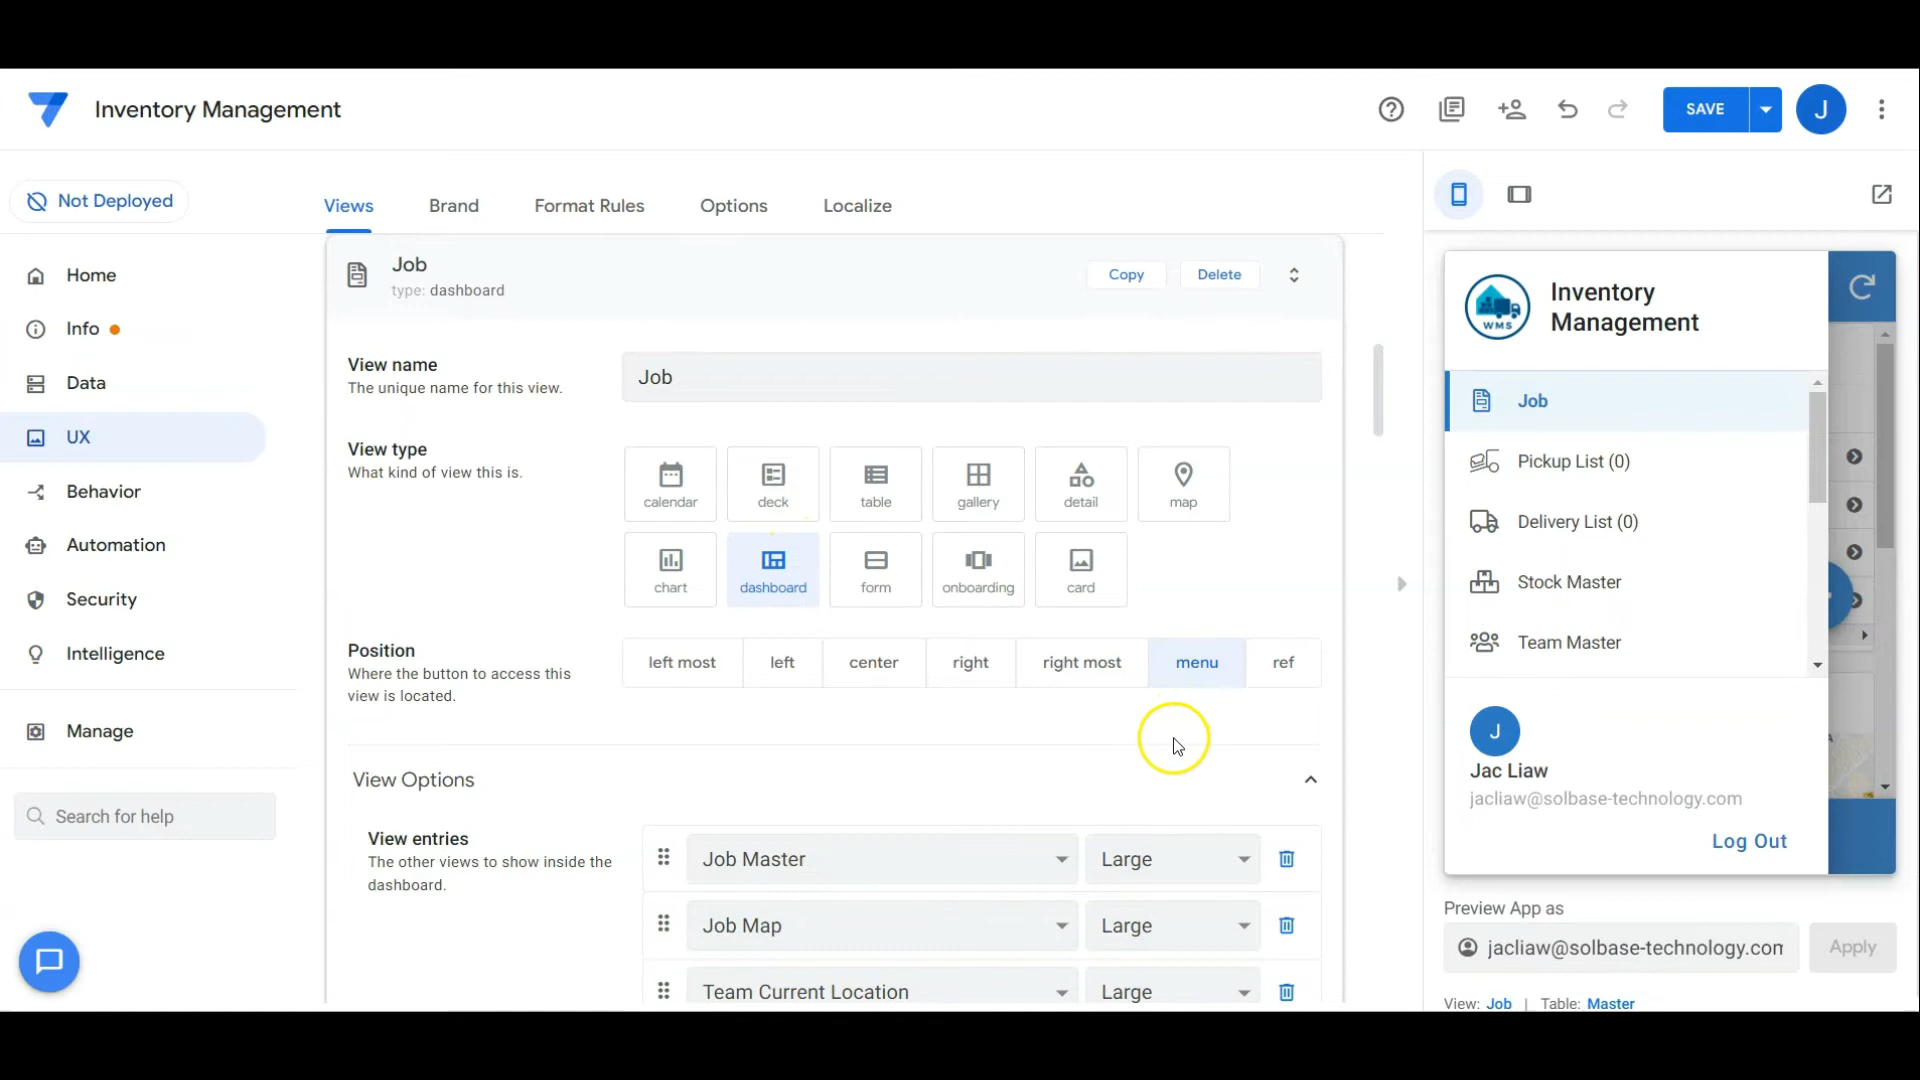 Inventory Management
SAVE
J
Not Deployed
Views
Brand
Format Rules
Options
Localize
Home
Info
Data
UX
Behavior
Automation
Security
Intelligence
Manage
Search for help
Job
type: dashboard
Copy
Delete
View name
The unique name for this view.
Job
View type
What kind of view this is.
calendar
deck
table
gallery
detail
map
chart
dashboard
form
onboarding
card
Position
Where the button to access this
view is located.
left most
left
center
right
right most
menu
ref
View Options
View entries
The other views to show inside the
dashboard.
Job Master
Large
Job Map
Large
Team Current Location
Large
WMS
Inventory
Management
Job
Pickup List (0)
Delivery List (0)
Stock Master
Team Master
J
Jac Liaw
jacliaw@solbase-technology.com
Log Out
Preview App as
jacliaw@solbase-technology.com
Apply
View: Job | Table: Master